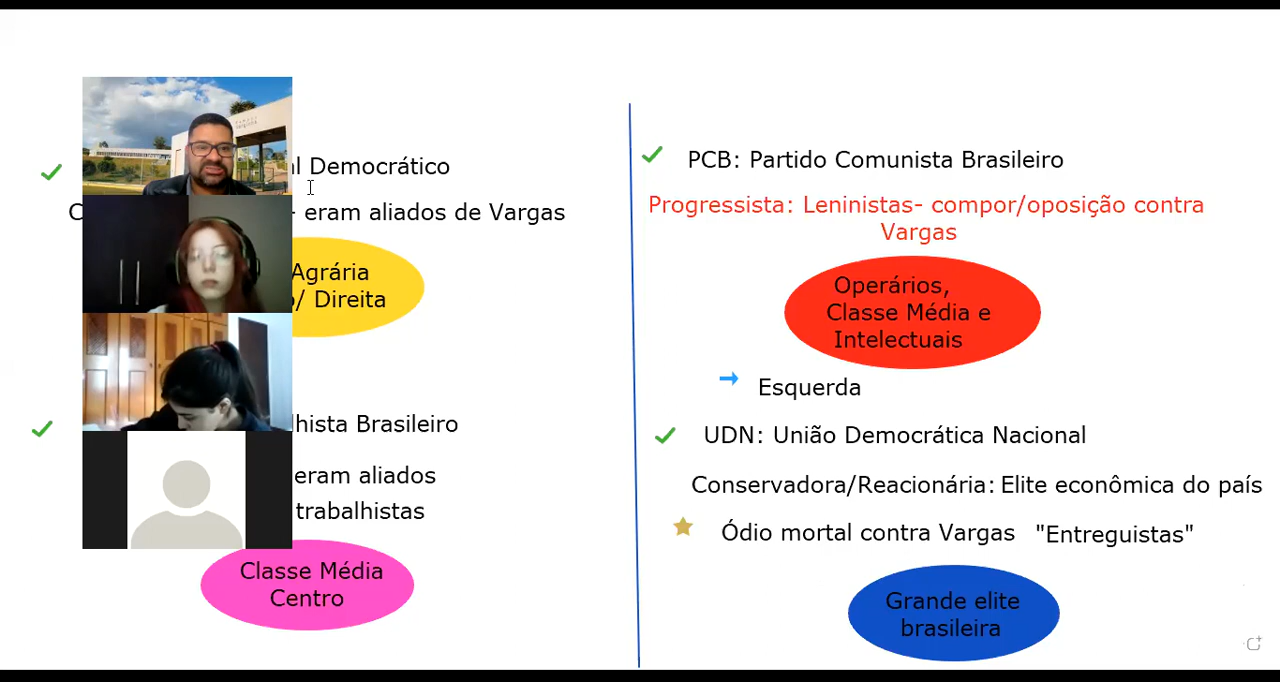 l Democrático
C - eram aliados de Vargas
Agrária
o/ Direita
lhista Brasileiro
eram aliados
trabalhistas
Classe Média
Centro
PCB: Partido Comunista Brasileiro
Progressista: Leninistas- compor/oposição contra
Vargas
Operários,
Classe Média e
Intelectuais
Esquerda
UDN: União Democrática Nacional
Conservadora/Reacionária: Elite econômica do país
Ódio mortal contra Vargas "Entreguistas"
Grande elite
brasileira